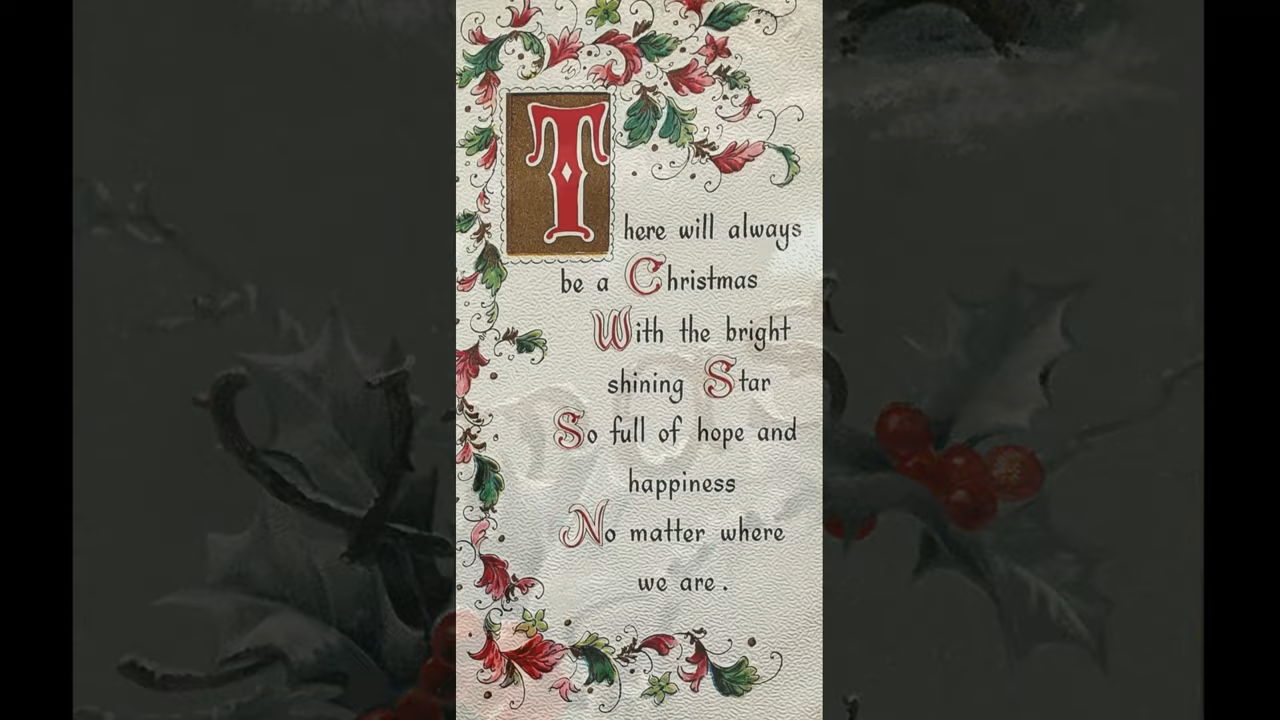 There will always
be a Christmas
With the bright
shining Star
So full of hope and
happiness
No matter where
we are.